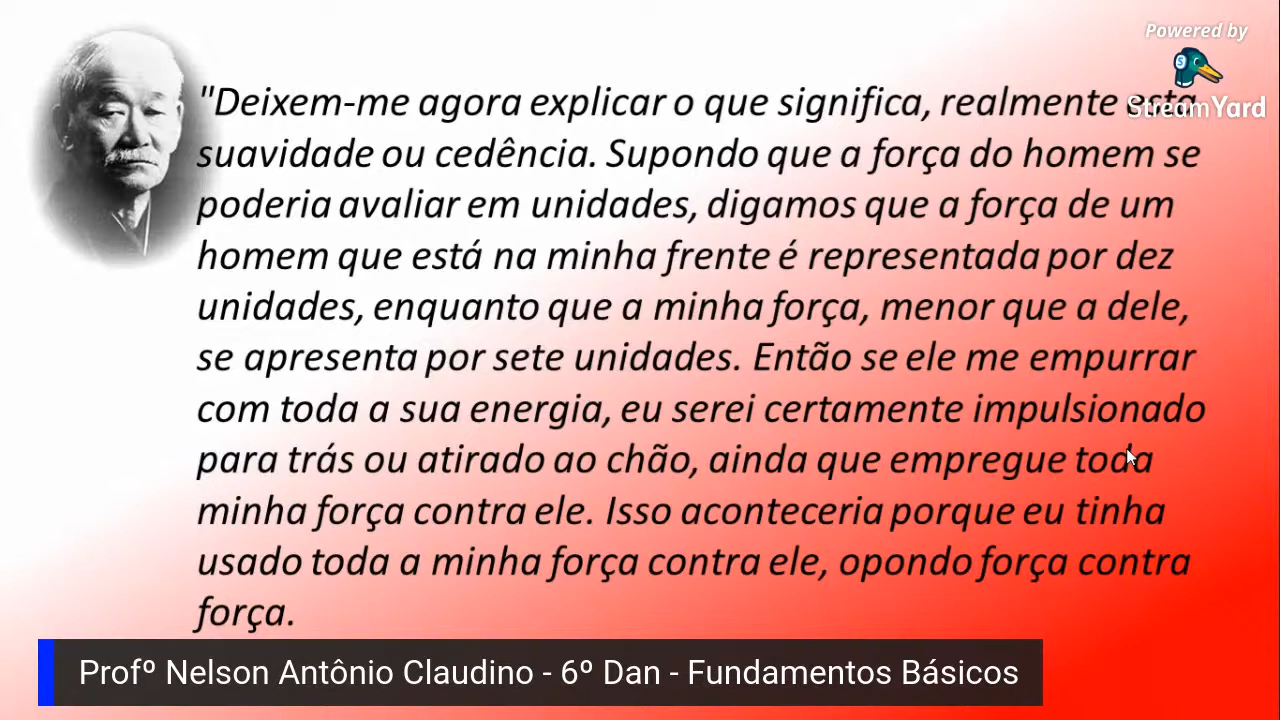 Powered by
StreamYard
"Deixem-me agora explicar o que significa, realmente esta
suavidade ou cedência. Supondo que a força do homem se
poderia avaliar em unidades, digamos que a força de um
homem que está na minha frente é representada por dez
unidades, enquanto que a minha força, menor que a dele,
se apresenta por sete unidades. Então se ele me empurrar
com toda a sua energia, eu serei certamente impulsionado
para trás ou atirado ao chão, ainda que empregue toda
minha força contra ele. Isso aconteceria porque eu tinha
usado toda a minha força contra ele, opondo força contra
força.
Profº Nelson Antônio Claudino - 6º Dan - Fundamentos Básicos